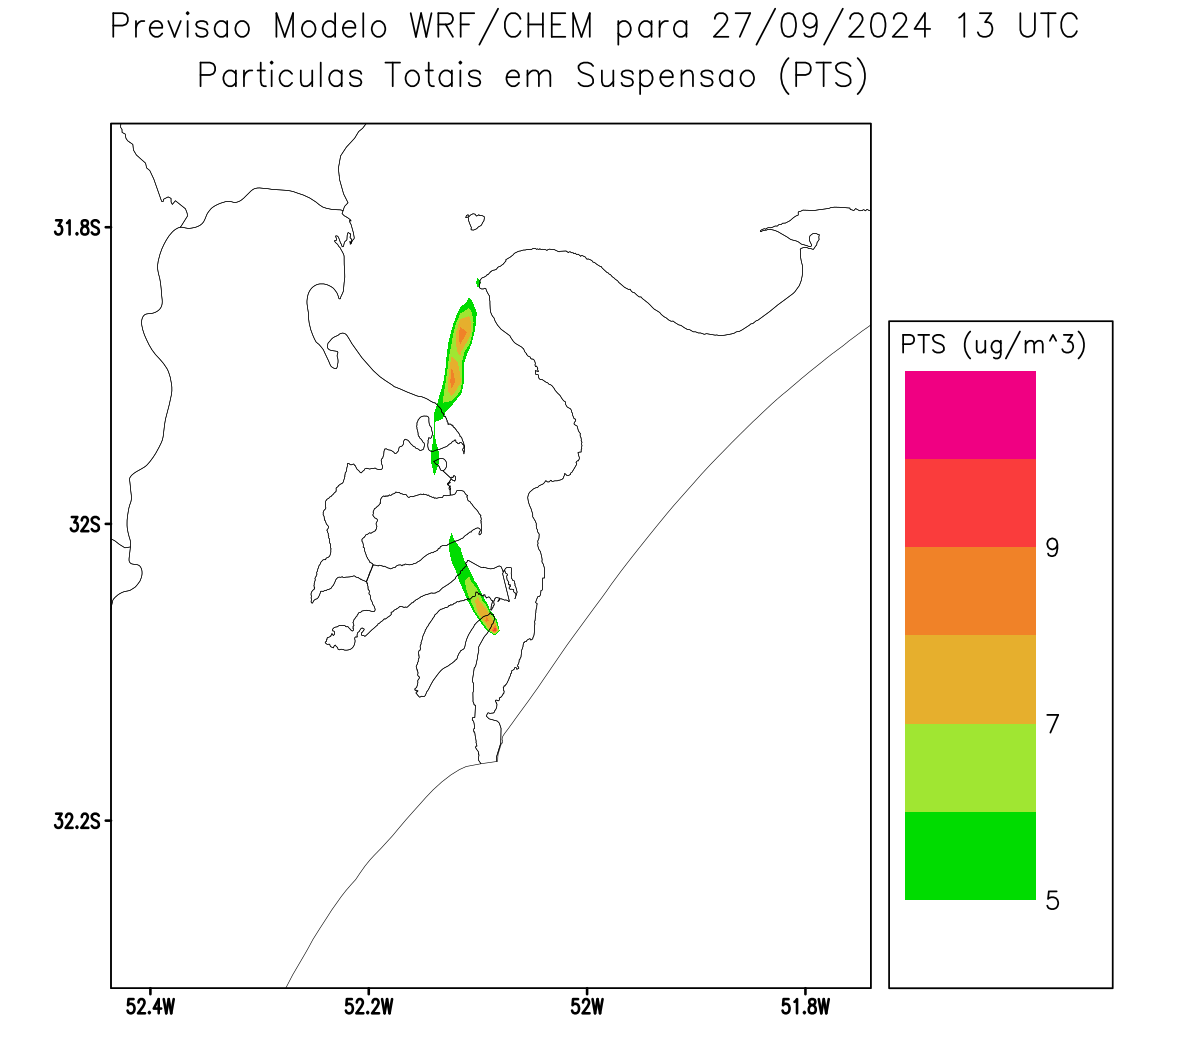 Previsao Modelo WRF/CHEM para 27/09/2024 13 UTC
Particulas Totais em Suspensao (PTS)
31.8S
32S
32.2S
52.4W
52.2W
52W
51.8W
PTS (ug/m^3)
9
7
5